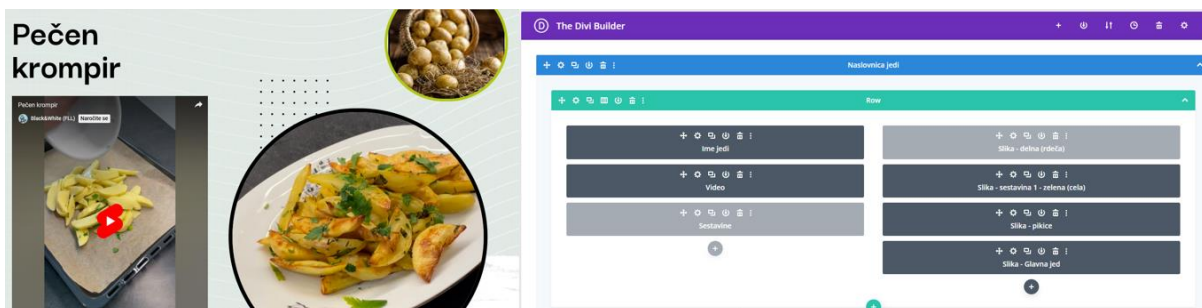 Pečen
krompir
Pečen krompir
Black&White (FLL) Naročite se
The Divi Builder
Naslovnica jedi
Row
Ime jedi
Video
Sestavine
Slika - delna (rdeča)
Slika - sestavina 1 - zelena (cela)
Slika - pikice
Slika - Glavna jed